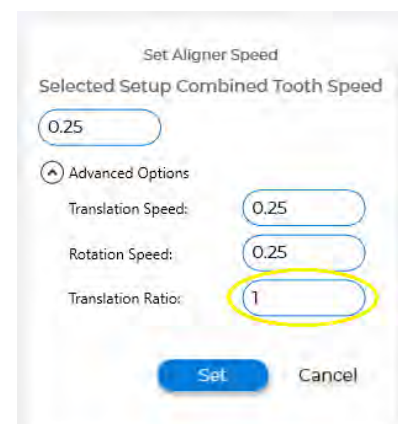 Set Aligner Speed
Selected Setup Combined Tooth Speed
0.25
Advanced Options
Translation Speed: 0.25
Rotation Speed: 0.25
Translation Ratio: 1
Set Cancel